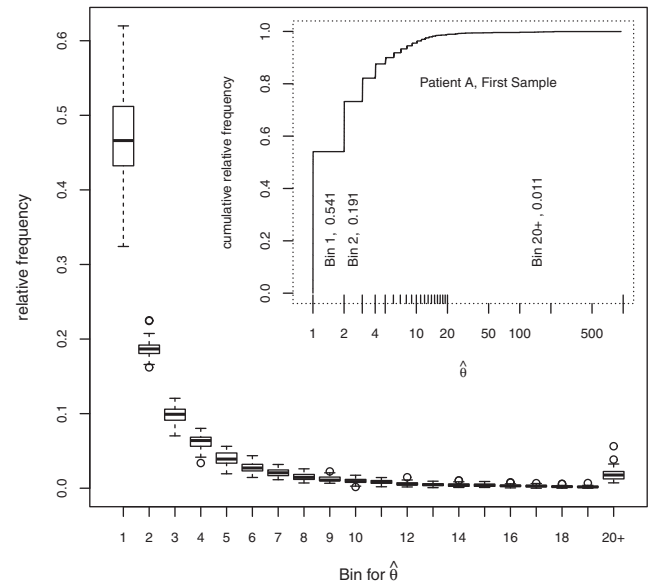 0.6
0.5
0.4
0.3
0.2
0.1
0.0
relative frequency
1 2 3 4 5 6 7 8 9 10 12 14 16 18 20+
Bin for θ̂
1.0
0.8
0.6
0.4
0.2
0.0
cumulative relative frequency
Patient A, First Sample
Bin 1, 0.541
Bin 2, 0.191
Bin 20+, 0.011
1 2 4 10 20 50 100 500
θ̂